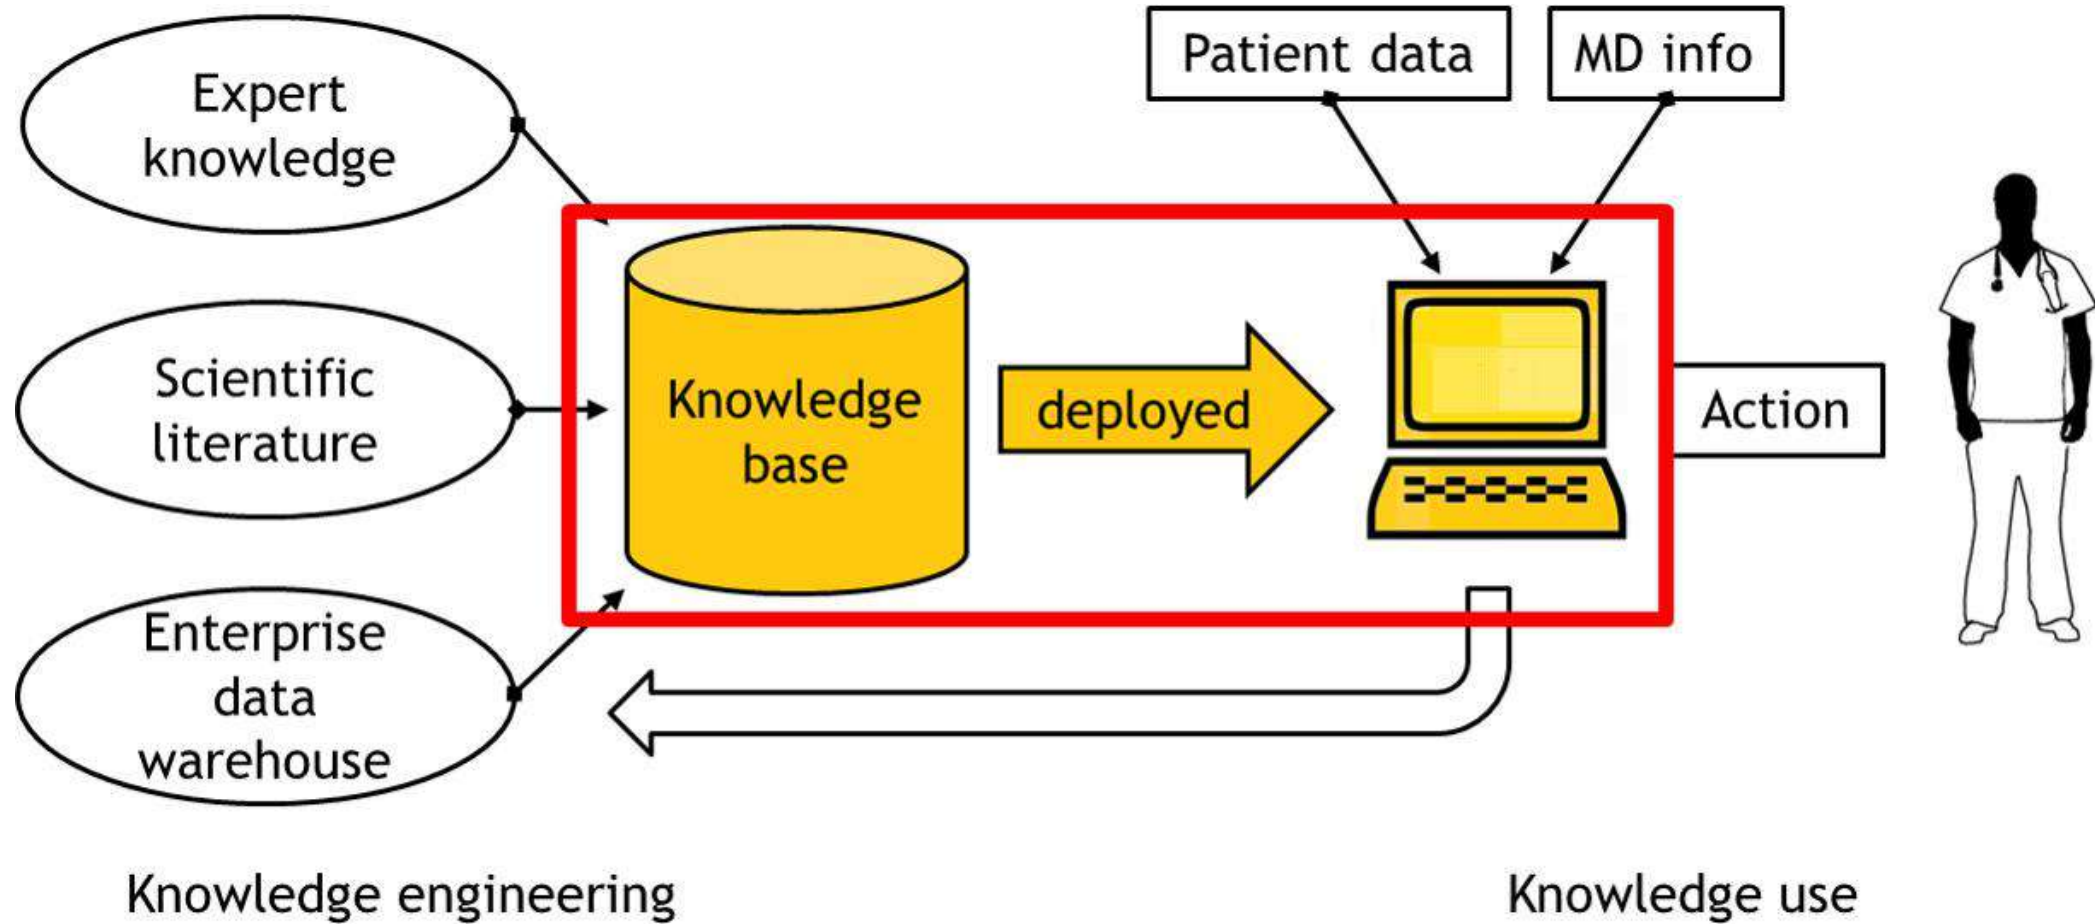 Expert
knowledge
Scientific
literature
Enterprise
data
warehouse
Knowledge
base
deployed
Patient data
MD info
Action
Knowledge engineering
Knowledge use